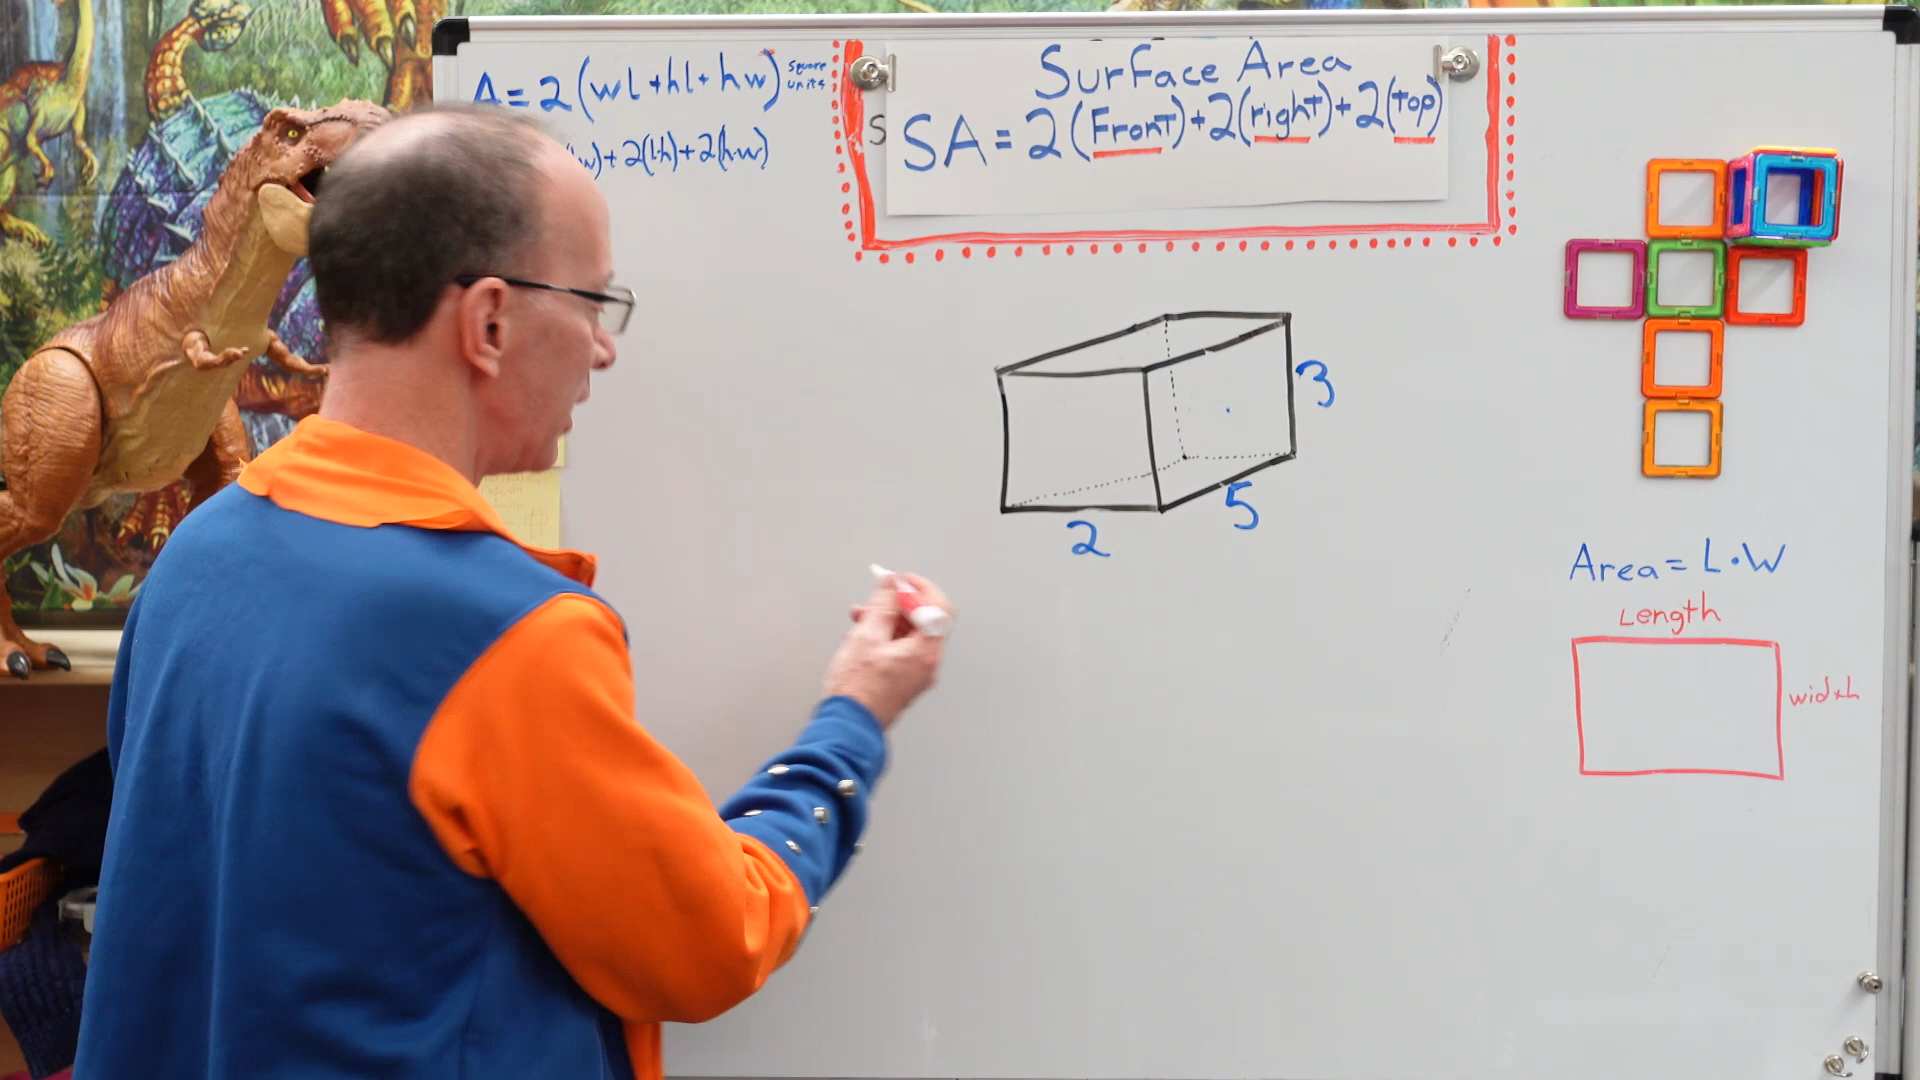 A = 2(wl + hl + hw) square units
w) + 2(l·h) + 2(h·w)
Surface Area
S
SA = 2(Front) + 2(right) + 2(top)
3
5
2
Area = L·W
Length
width